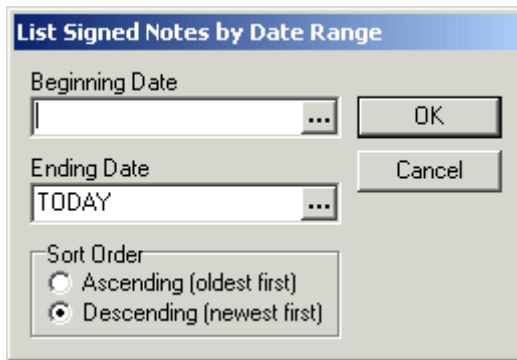 List Signed Notes by Date Range
Beginning Date
...
OK
Ending Date
Cancel
TODAY
...
Sort Order
Ascending (oldest first)
Descending (newest first)